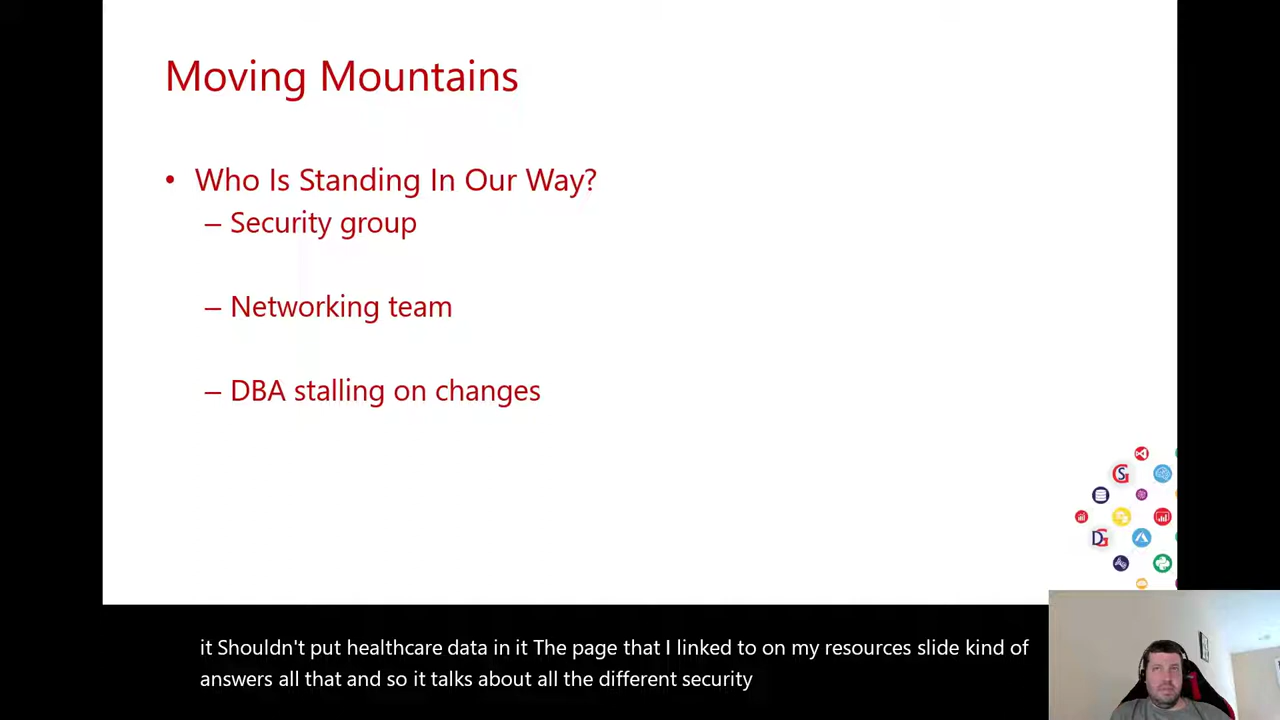 Moving Mountains
• Who Is Standing In Our Way?
– Security group
– Networking team
– DBA stalling on changes
GS
DG
it Shouldn't put healthcare data in it The page that I linked to on my resources slide kind of
answers all that and so it talks about all the different security